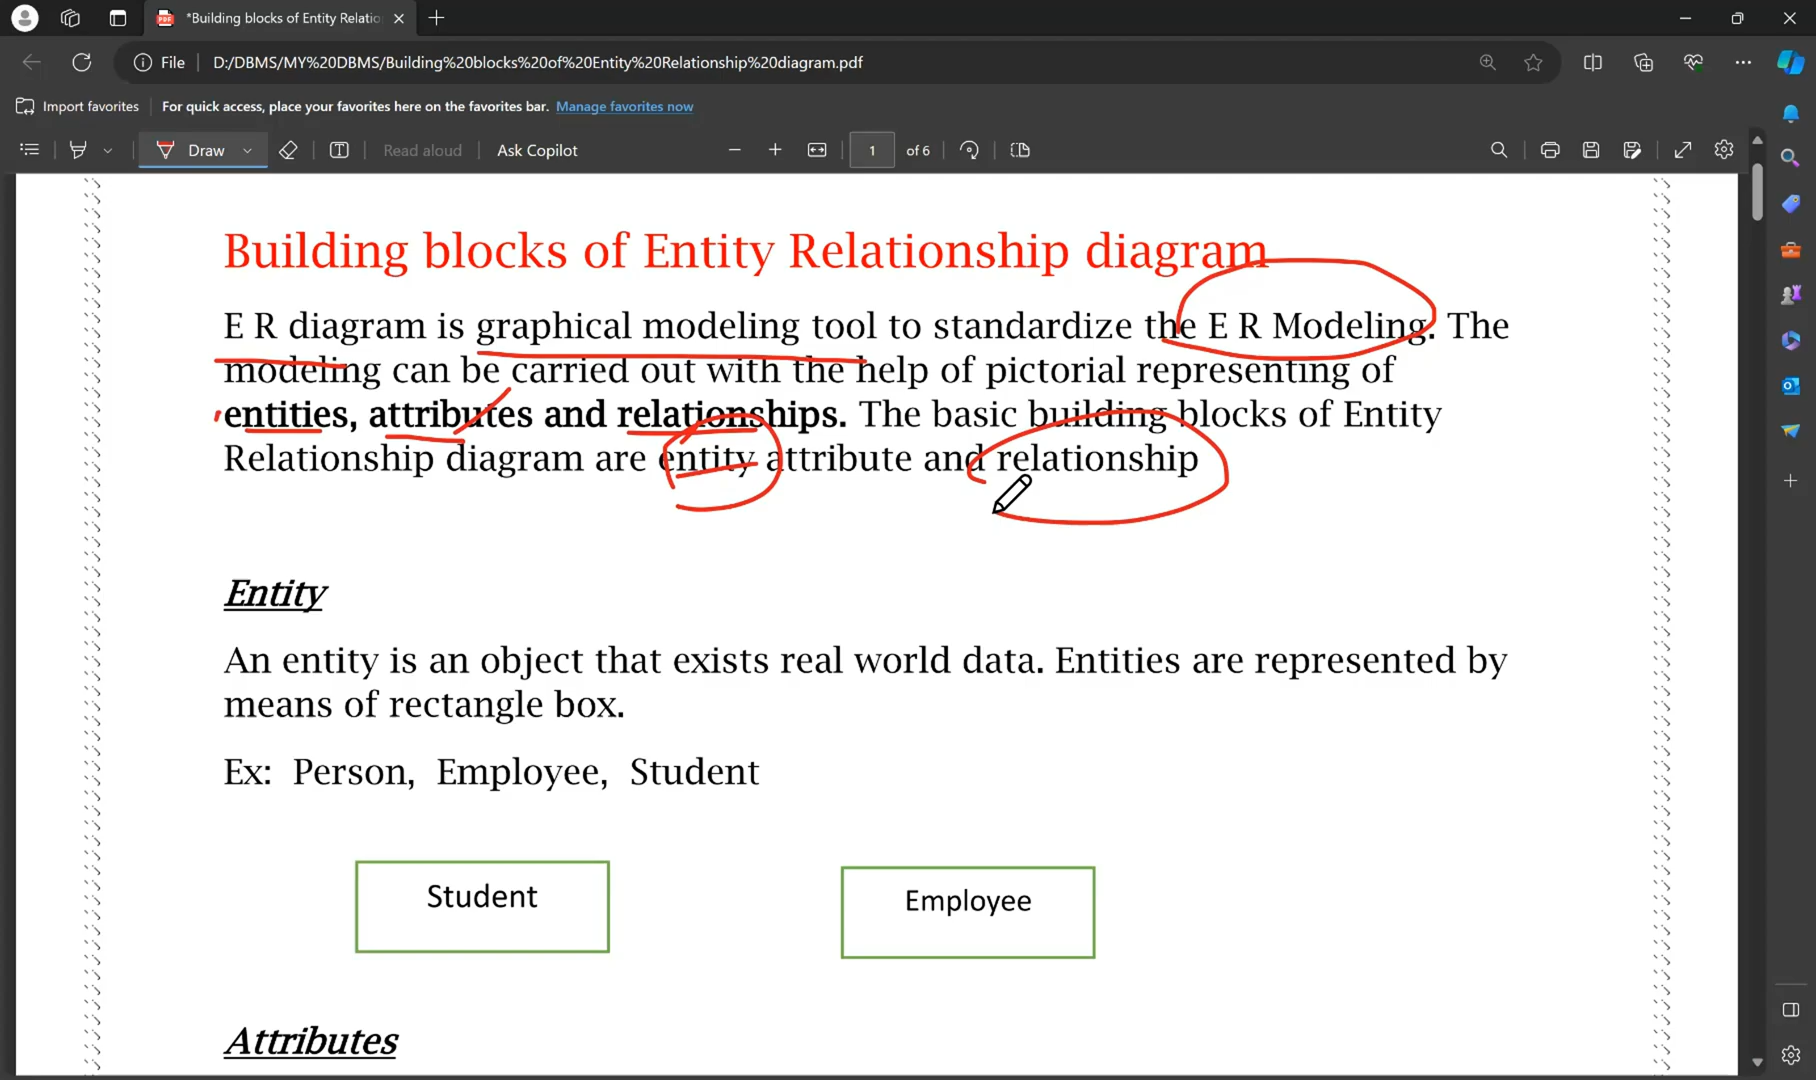 *Building blocks of Entity Relatio
File
D:/DBMS/MY%20DBMS/Building%20blocks%20of%20Entity%20Relationship%20diagram.pdf
Import favorites
For quick access, place your favorites here on the favorites bar. Manage favorites now
Draw
Read aloud
Ask Copilot
1 of 6
Building blocks of Entity Relationship diagram
E R diagram is graphical modeling tool to standardize the E R Modeling. The
modeling can be carried out with the help of pictorial representing of
entities, attributes and relationships. The basic building blocks of Entity
Relationship diagram are entity attribute and relationship
Entity
An entity is an object that exists real world data. Entities are represented by
means of rectangle box.
Ex: Person, Employee, Student
Student
Employee
Attributes